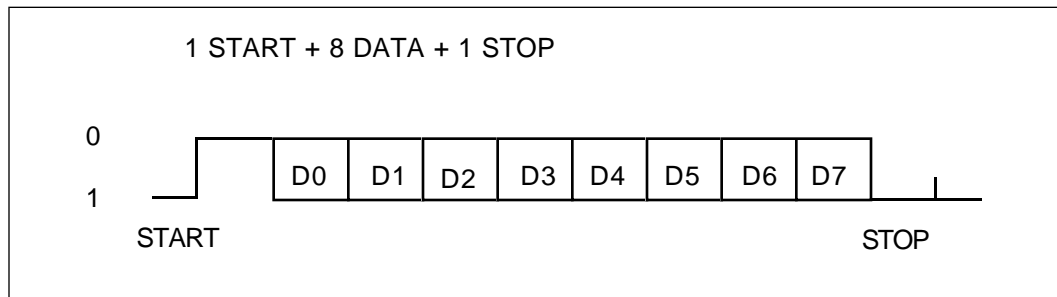 1 START + 8 DATA + 1 STOP
0
D0 D1 D2 D3 D4 D5 D6 D7
1
START STOP